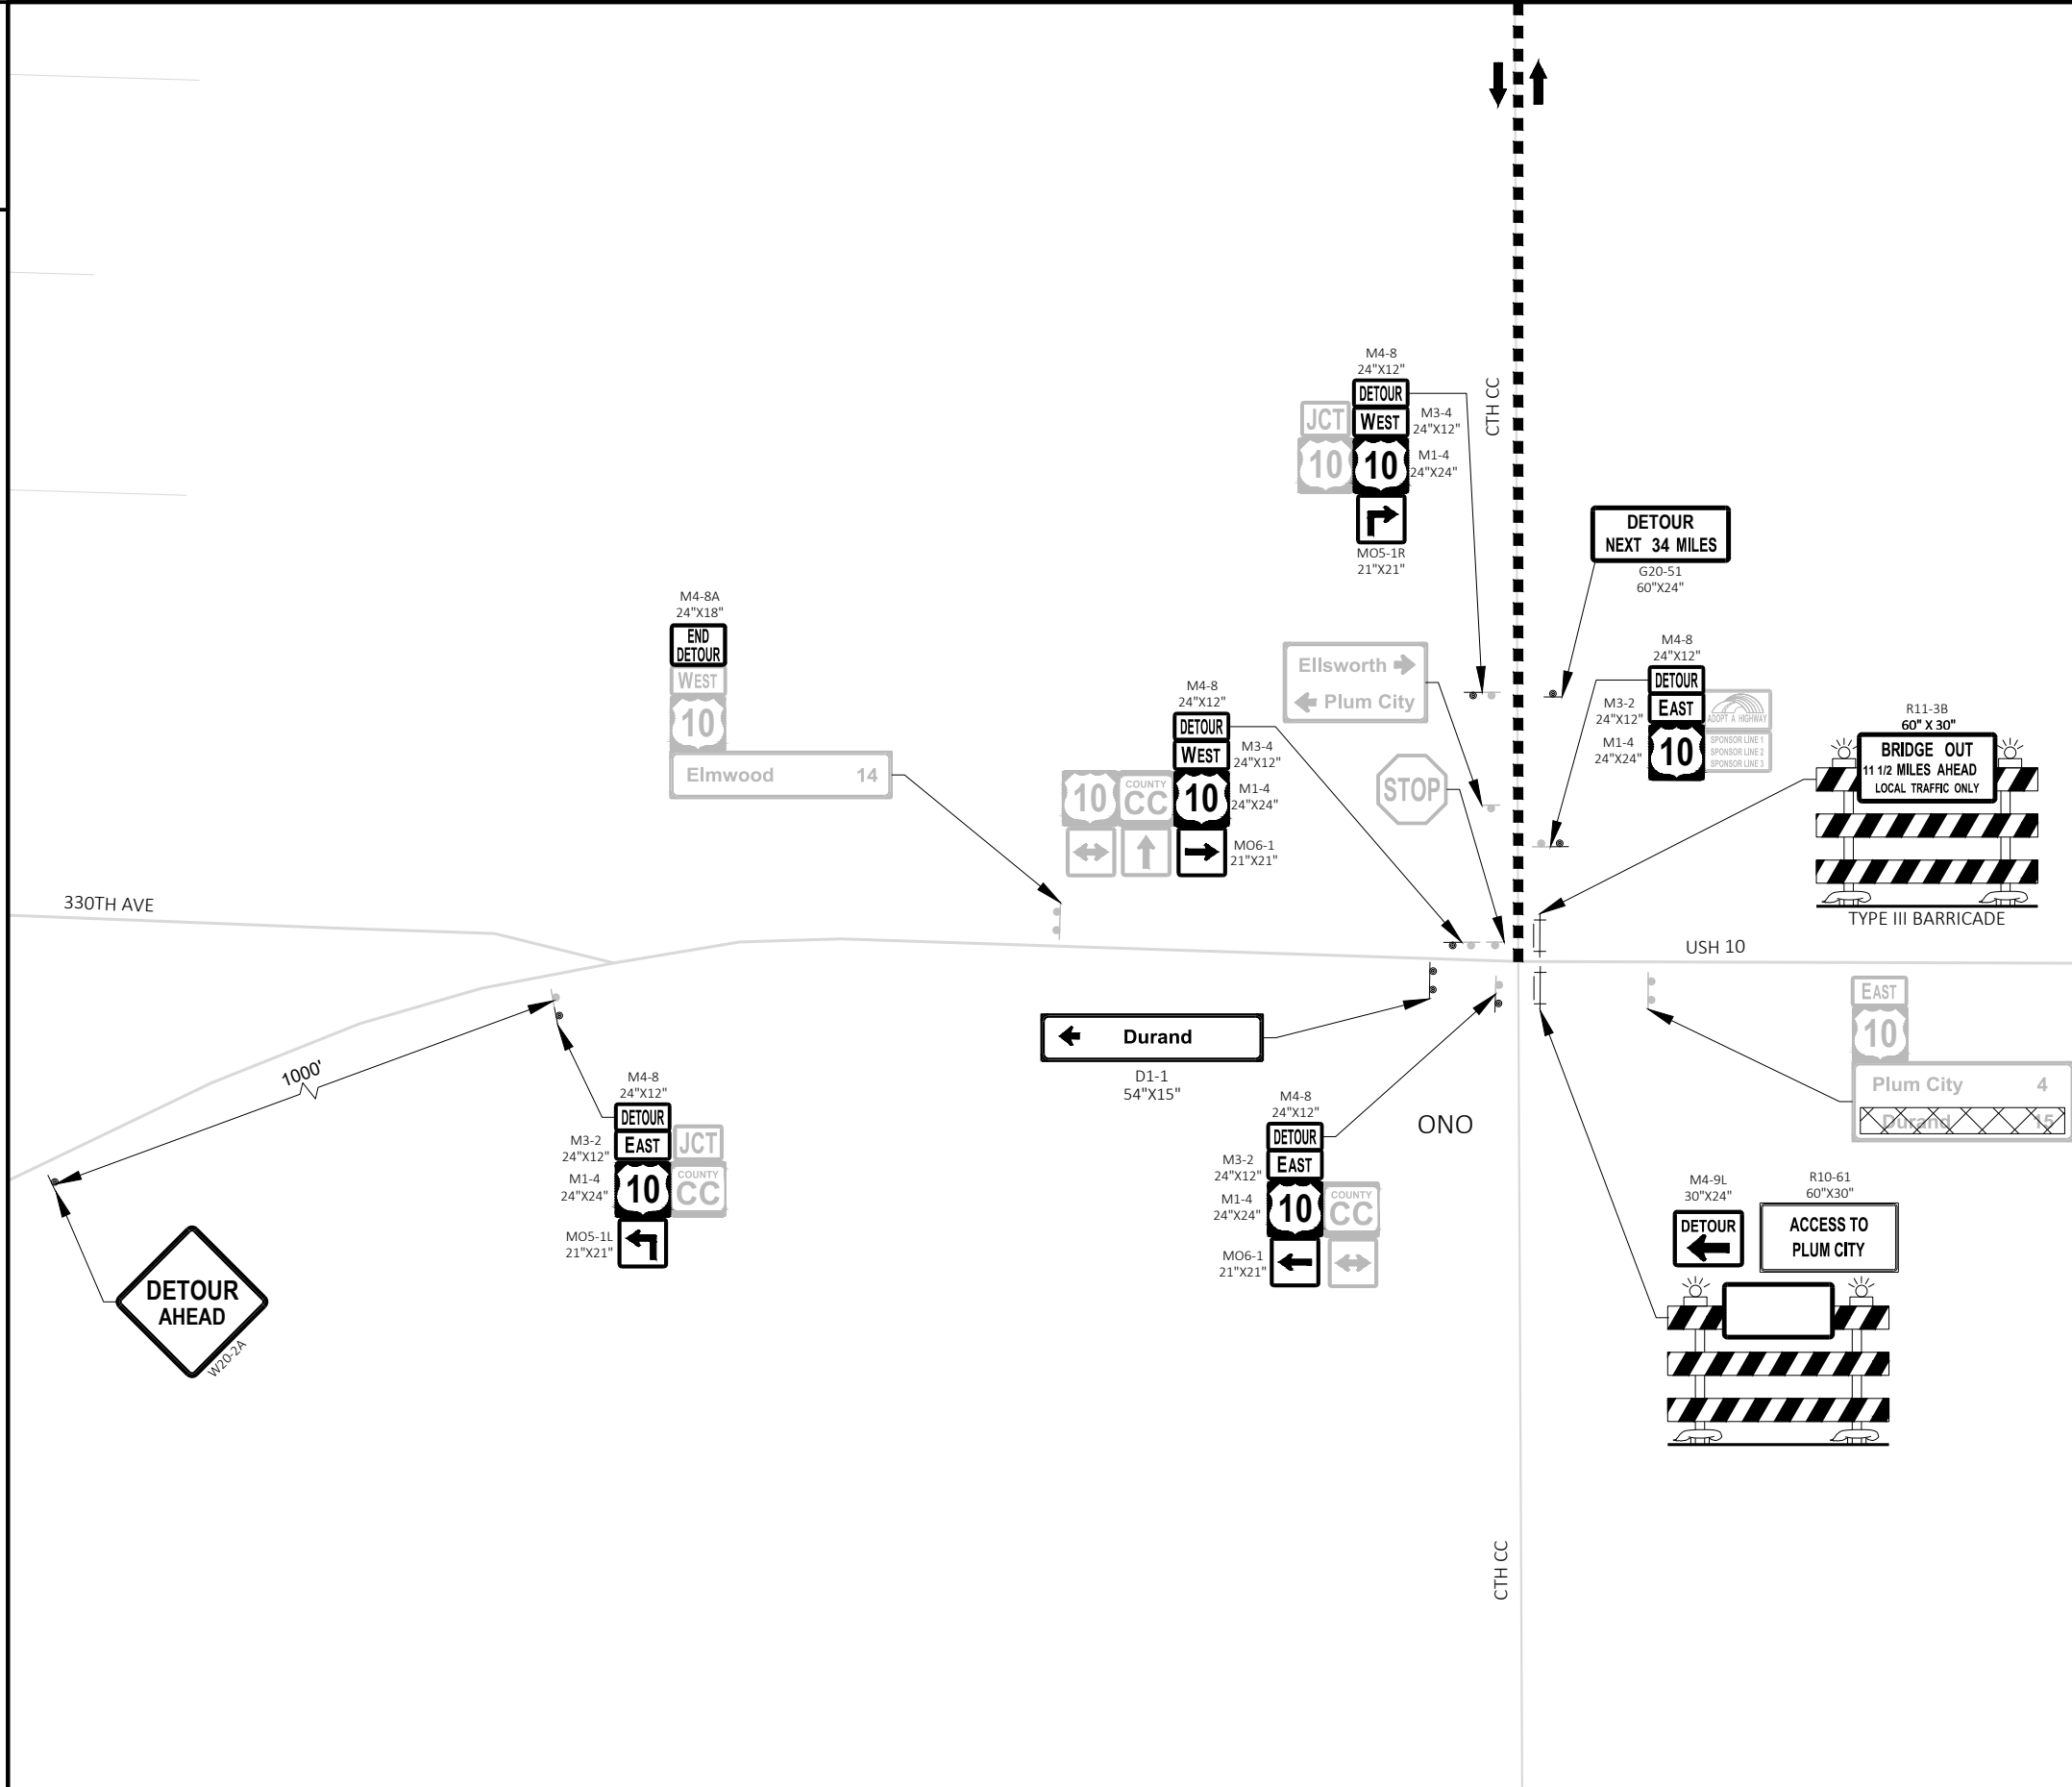 M4-8
24"X12"
DETOUR
JCT
WEST
M3-4
24"X12"
10
10
M1-4
24"X24"
MO5-1R
21"X21"
CTH CC
DETOUR
NEXT 34 MILES
G20-51
60"X24"
M4-8A
24"X18"
END
DETOUR
WEST
10
Elmwood 14
M4-8
24"X12"
DETOUR
WEST
M3-4
24"X12"
10
COUNTY
CC
10
M1-4
24"X24"
MO6-1
21"X21"
Ellsworth
Plum City
STOP
M4-8
24"X12"
DETOUR
M3-2
24"X12"
EAST
M1-4
24"X24"
10
ADOPT A HIGHWAY
SPONSOR LINE 1
SPONSOR LINE 2
SPONSOR LINE 3
R11-3B
60" X 30"
BRIDGE OUT
11 1/2 MILES AHEAD
LOCAL TRAFFIC ONLY
TYPE III BARRICADE
330TH AVE
USH 10
1000'
DETOUR
AHEAD
W20-2A
M4-8
24"X12"
DETOUR
M3-2
24"X12"
EAST
JCT
M1-4
24"X24"
10
COUNTY
CC
MO5-1L
21"X21"
Durand
D1-1
54"X15"
M4-8
24"X12"
DETOUR
M3-2
24"X12"
EAST
M1-4
24"X24"
10
COUNTY
CC
MO6-1
21"X21"
ONO
EAST
10
Plum City 4
Durand 15
M4-9L
30"X24"
DETOUR
R10-61
60"X30"
ACCESS TO
PLUM CITY
CTH CC